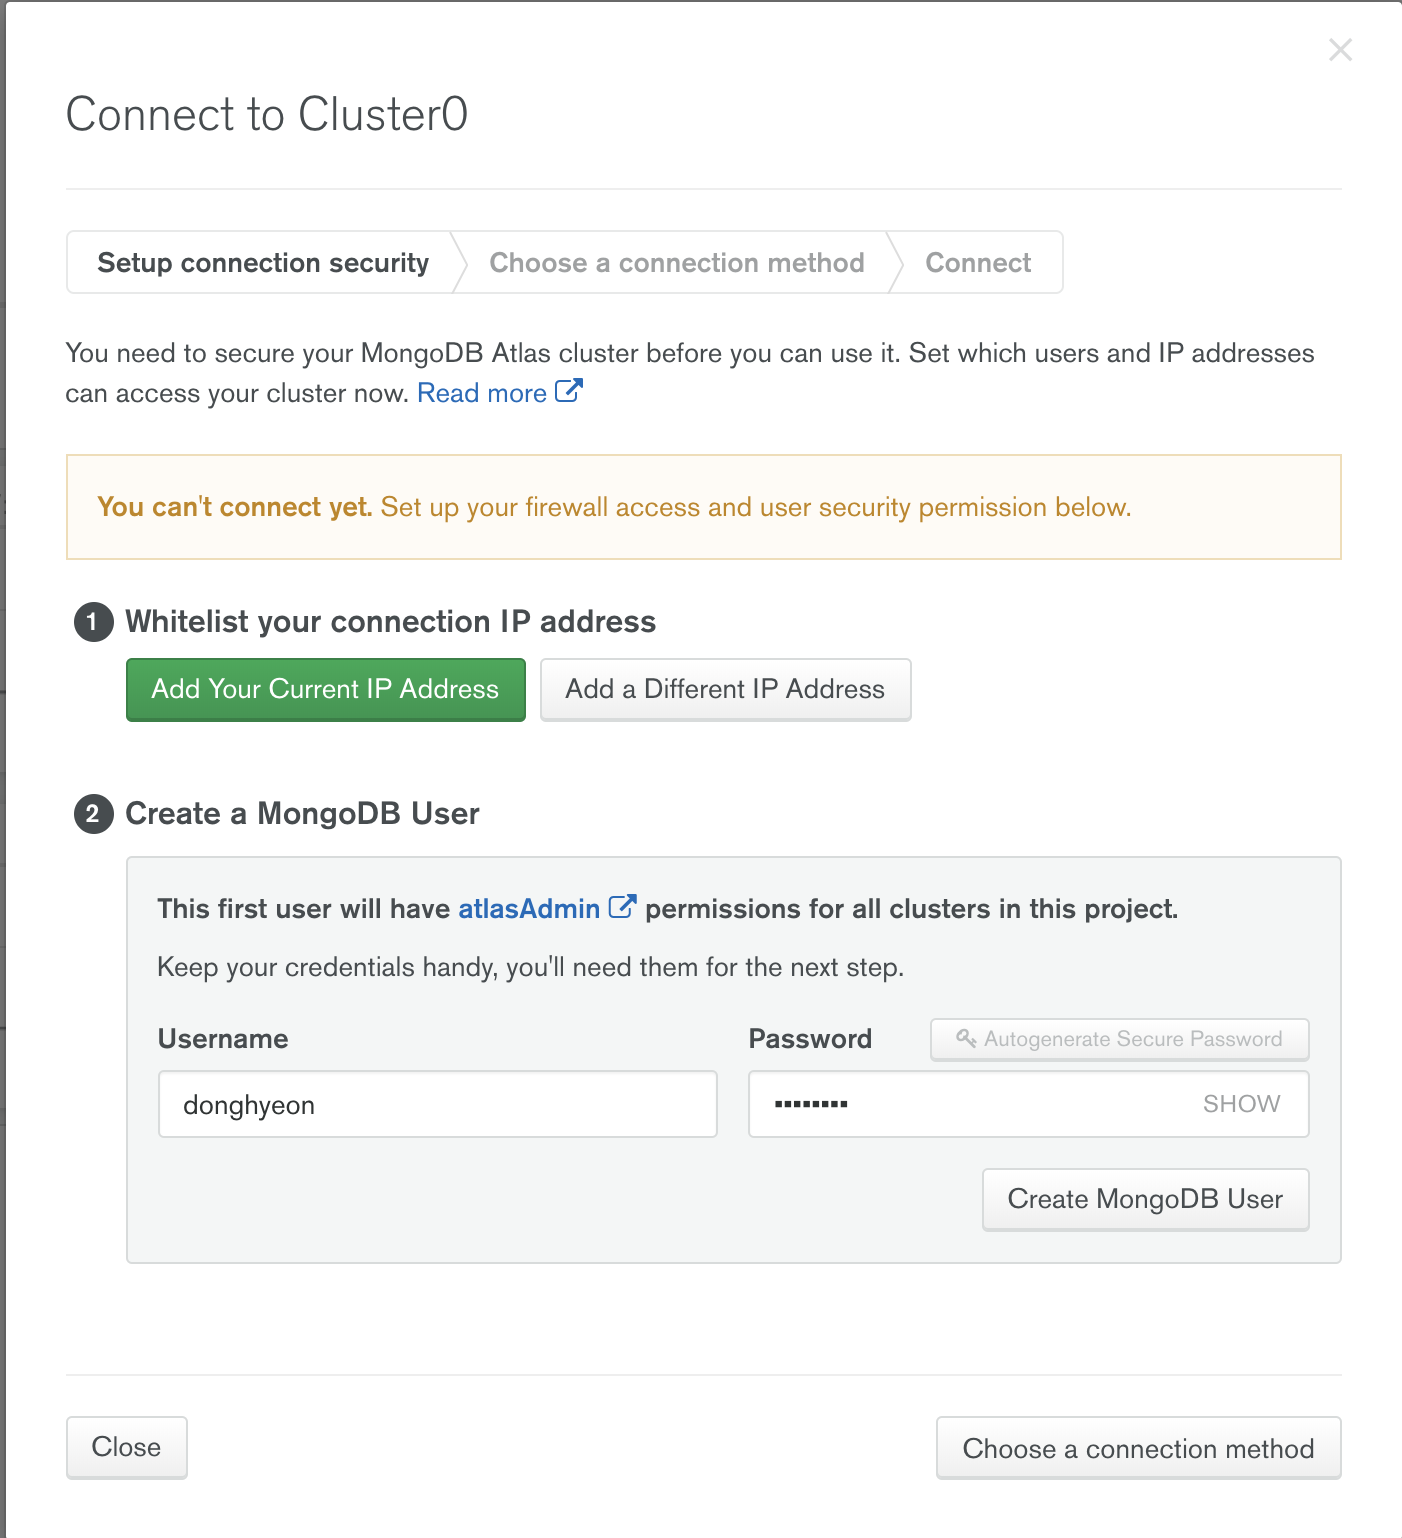 Connect to Cluster0
Setup connection security
Choose a connection method
Connect
You need to secure your MongoDB Atlas cluster before you can use it. Set which users and IP addresses
can access your cluster now. Read more
You can't connect yet. Set up your firewall access and user security permission below.
1 Whitelist your connection IP address
Add Your Current IP Address
Add a Different IP Address
2 Create a MongoDB User
This first user will have atlasAdmin permissions for all clusters in this project.
Keep your credentials handy, you'll need them for the next step.
Username
Password
Autogenerate Secure Password
donghyeon
SHOW
Create MongoDB User
Close
Choose a connection method